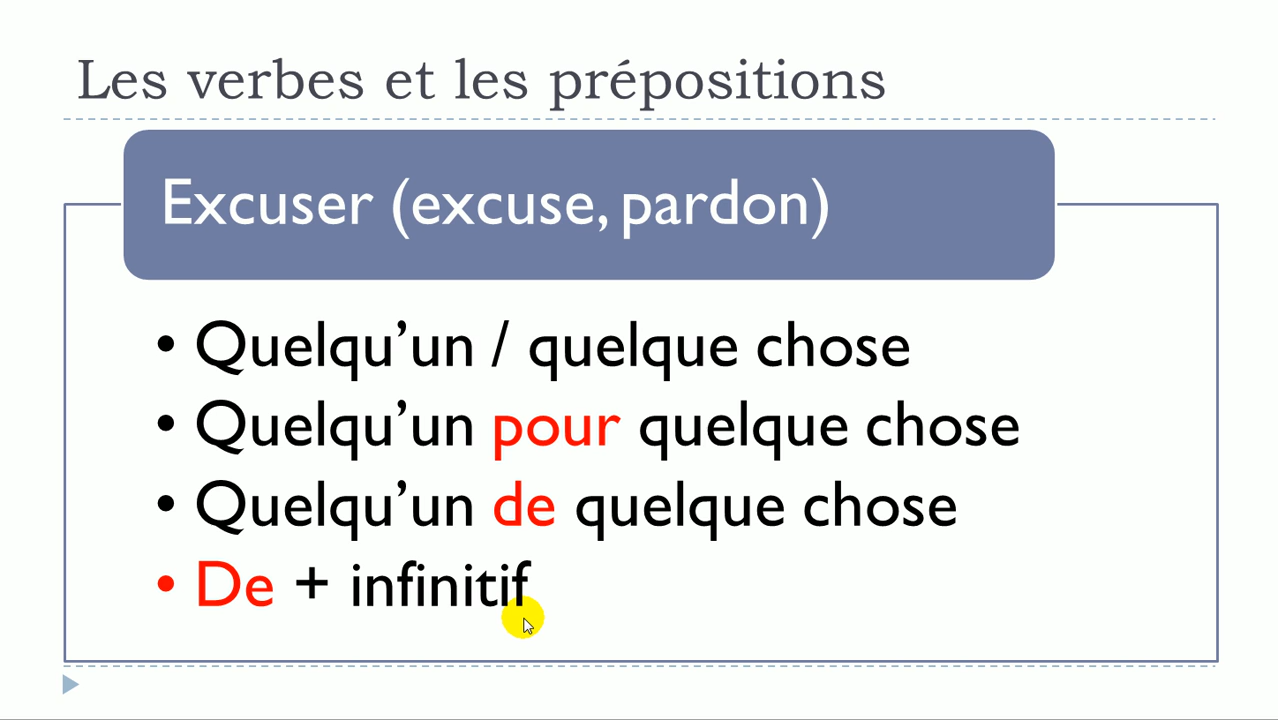 Les verbes et les prépositions
Excuser (excuse, pardon)
• Quelqu’un / quelque chose
• Quelqu’un pour quelque chose
• Quelqu’un de quelque chose
• De + infinitif